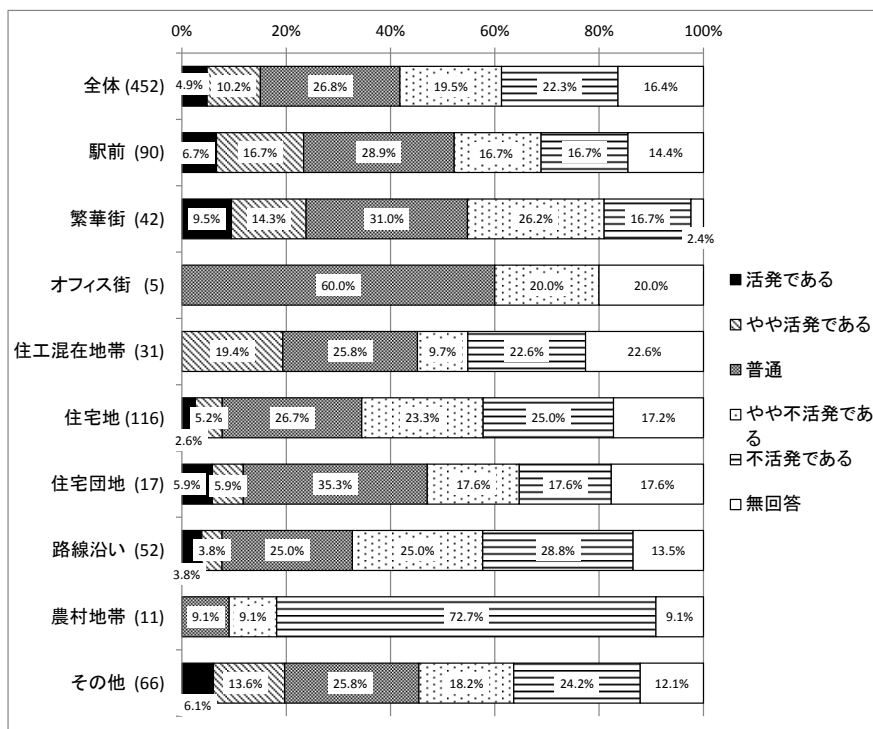 0% 20% 40% 60% 80% 100%
全体 (452) 4.9% 10.2% 26.8% 19.5% 22.3% 16.4%
駅前 (90) 6.7% 16.7% 28.9% 16.7% 16.7% 14.4%
繁華街 (42) 9.5% 14.3% 31.0% 26.2% 16.7% 2.4%
オフィス街 (5) 60.0% 20.0% 20.0%
住工混在地帯 (31) 19.4% 25.8% 9.7% 22.6% 22.6%
住宅地 (116) 2.6% 5.2% 26.7% 23.3% 25.0% 17.2%
住宅団地 (17) 5.9% 5.9% 35.3% 17.6% 17.6% 17.6%
路線沿い (52) 3.8% 3.8% 25.0% 25.0% 28.8% 13.5%
農村地帯 (11) 9.1% 9.1% 72.7% 9.1%
その他 (66) 6.1% 13.6% 25.8% 18.2% 24.2% 12.1%
活発である
やや活発である
普通
やや不活発であ
る
不活発である
無回答